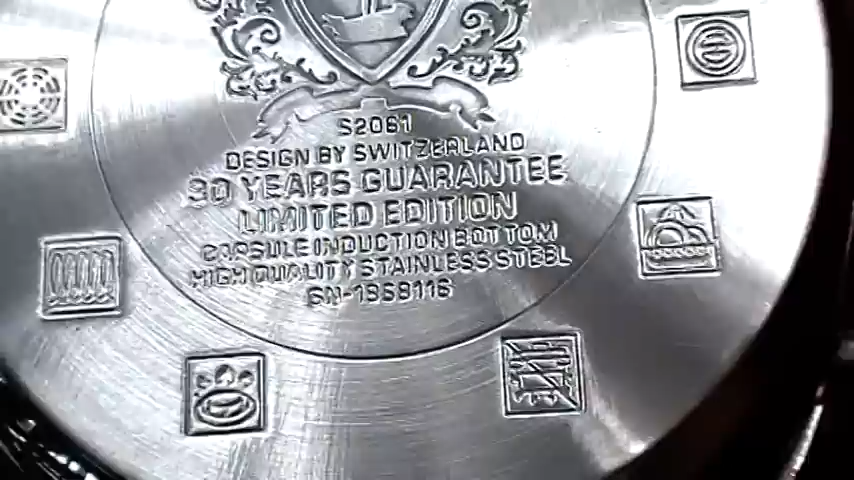 S2061
DESIGN BY SWITZERLAND
30 YEARS GUARANTEE
LIMITED EDITION
CAPSULE INDUCTION BOTTOM
HIGH QUALITY STAINLESS STEEL
SN-1958116